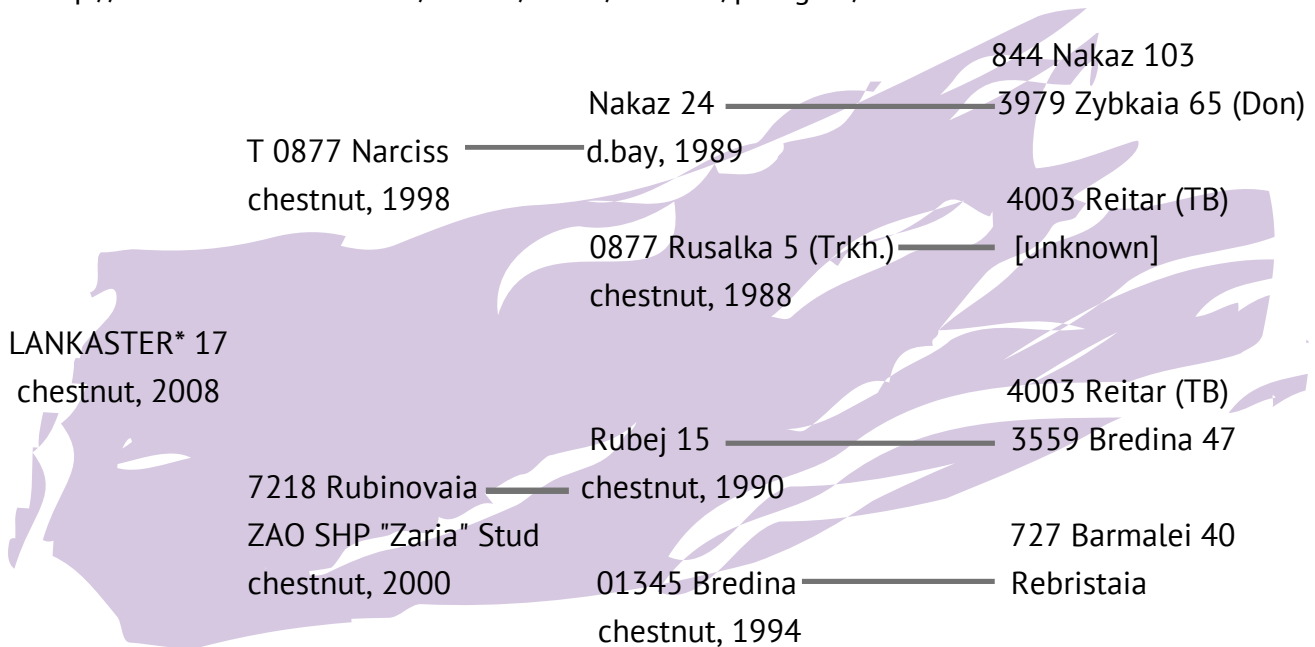 844 Nakaz 103
Nakaz 24
3979 Zybkaia 65 (Don)
T 0877 Narciss
d.bay, 1989
chestnut, 1998
4003 Reitar (TB)
0877 Rusalka 5 (Trkh.)
[unknown]
chestnut, 1988
LANKASTER* 17
chestnut, 2008
4003 Reitar (TB)
Rubej 15
3559 Bredina 47
7218 Rubinovaia
chestnut, 1990
ZAO SHP "Zaria" Stud
727 Barmalei 40
chestnut, 2000
01345 Bredina
Rebristaia
chestnut, 1994